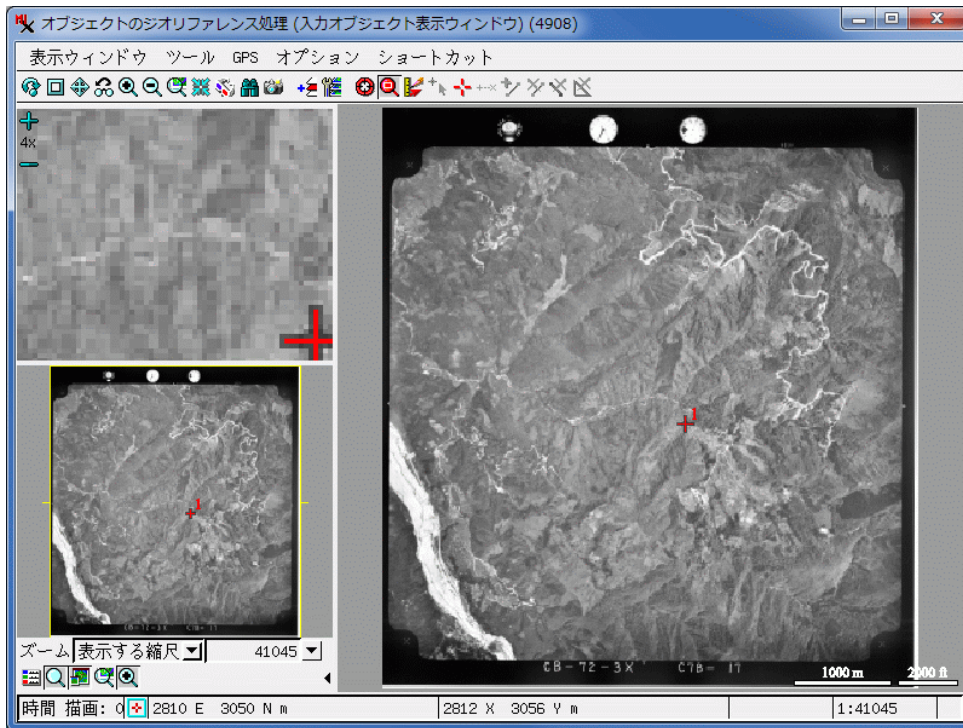 オブジェクトのジオリファレンス処理 (入力オブジェクト表示ウィンドウ) (4908)
表示ウィンドウ ツール GPS オプション ショートカット
4x
1
1
CB-72-3X C7B- 17
ズーム 表示する縮尺 41045
1000 m 2000 ft
時間 描画: 0 2810 E 3050 N m 2812 X 3056 Y m 1:41045